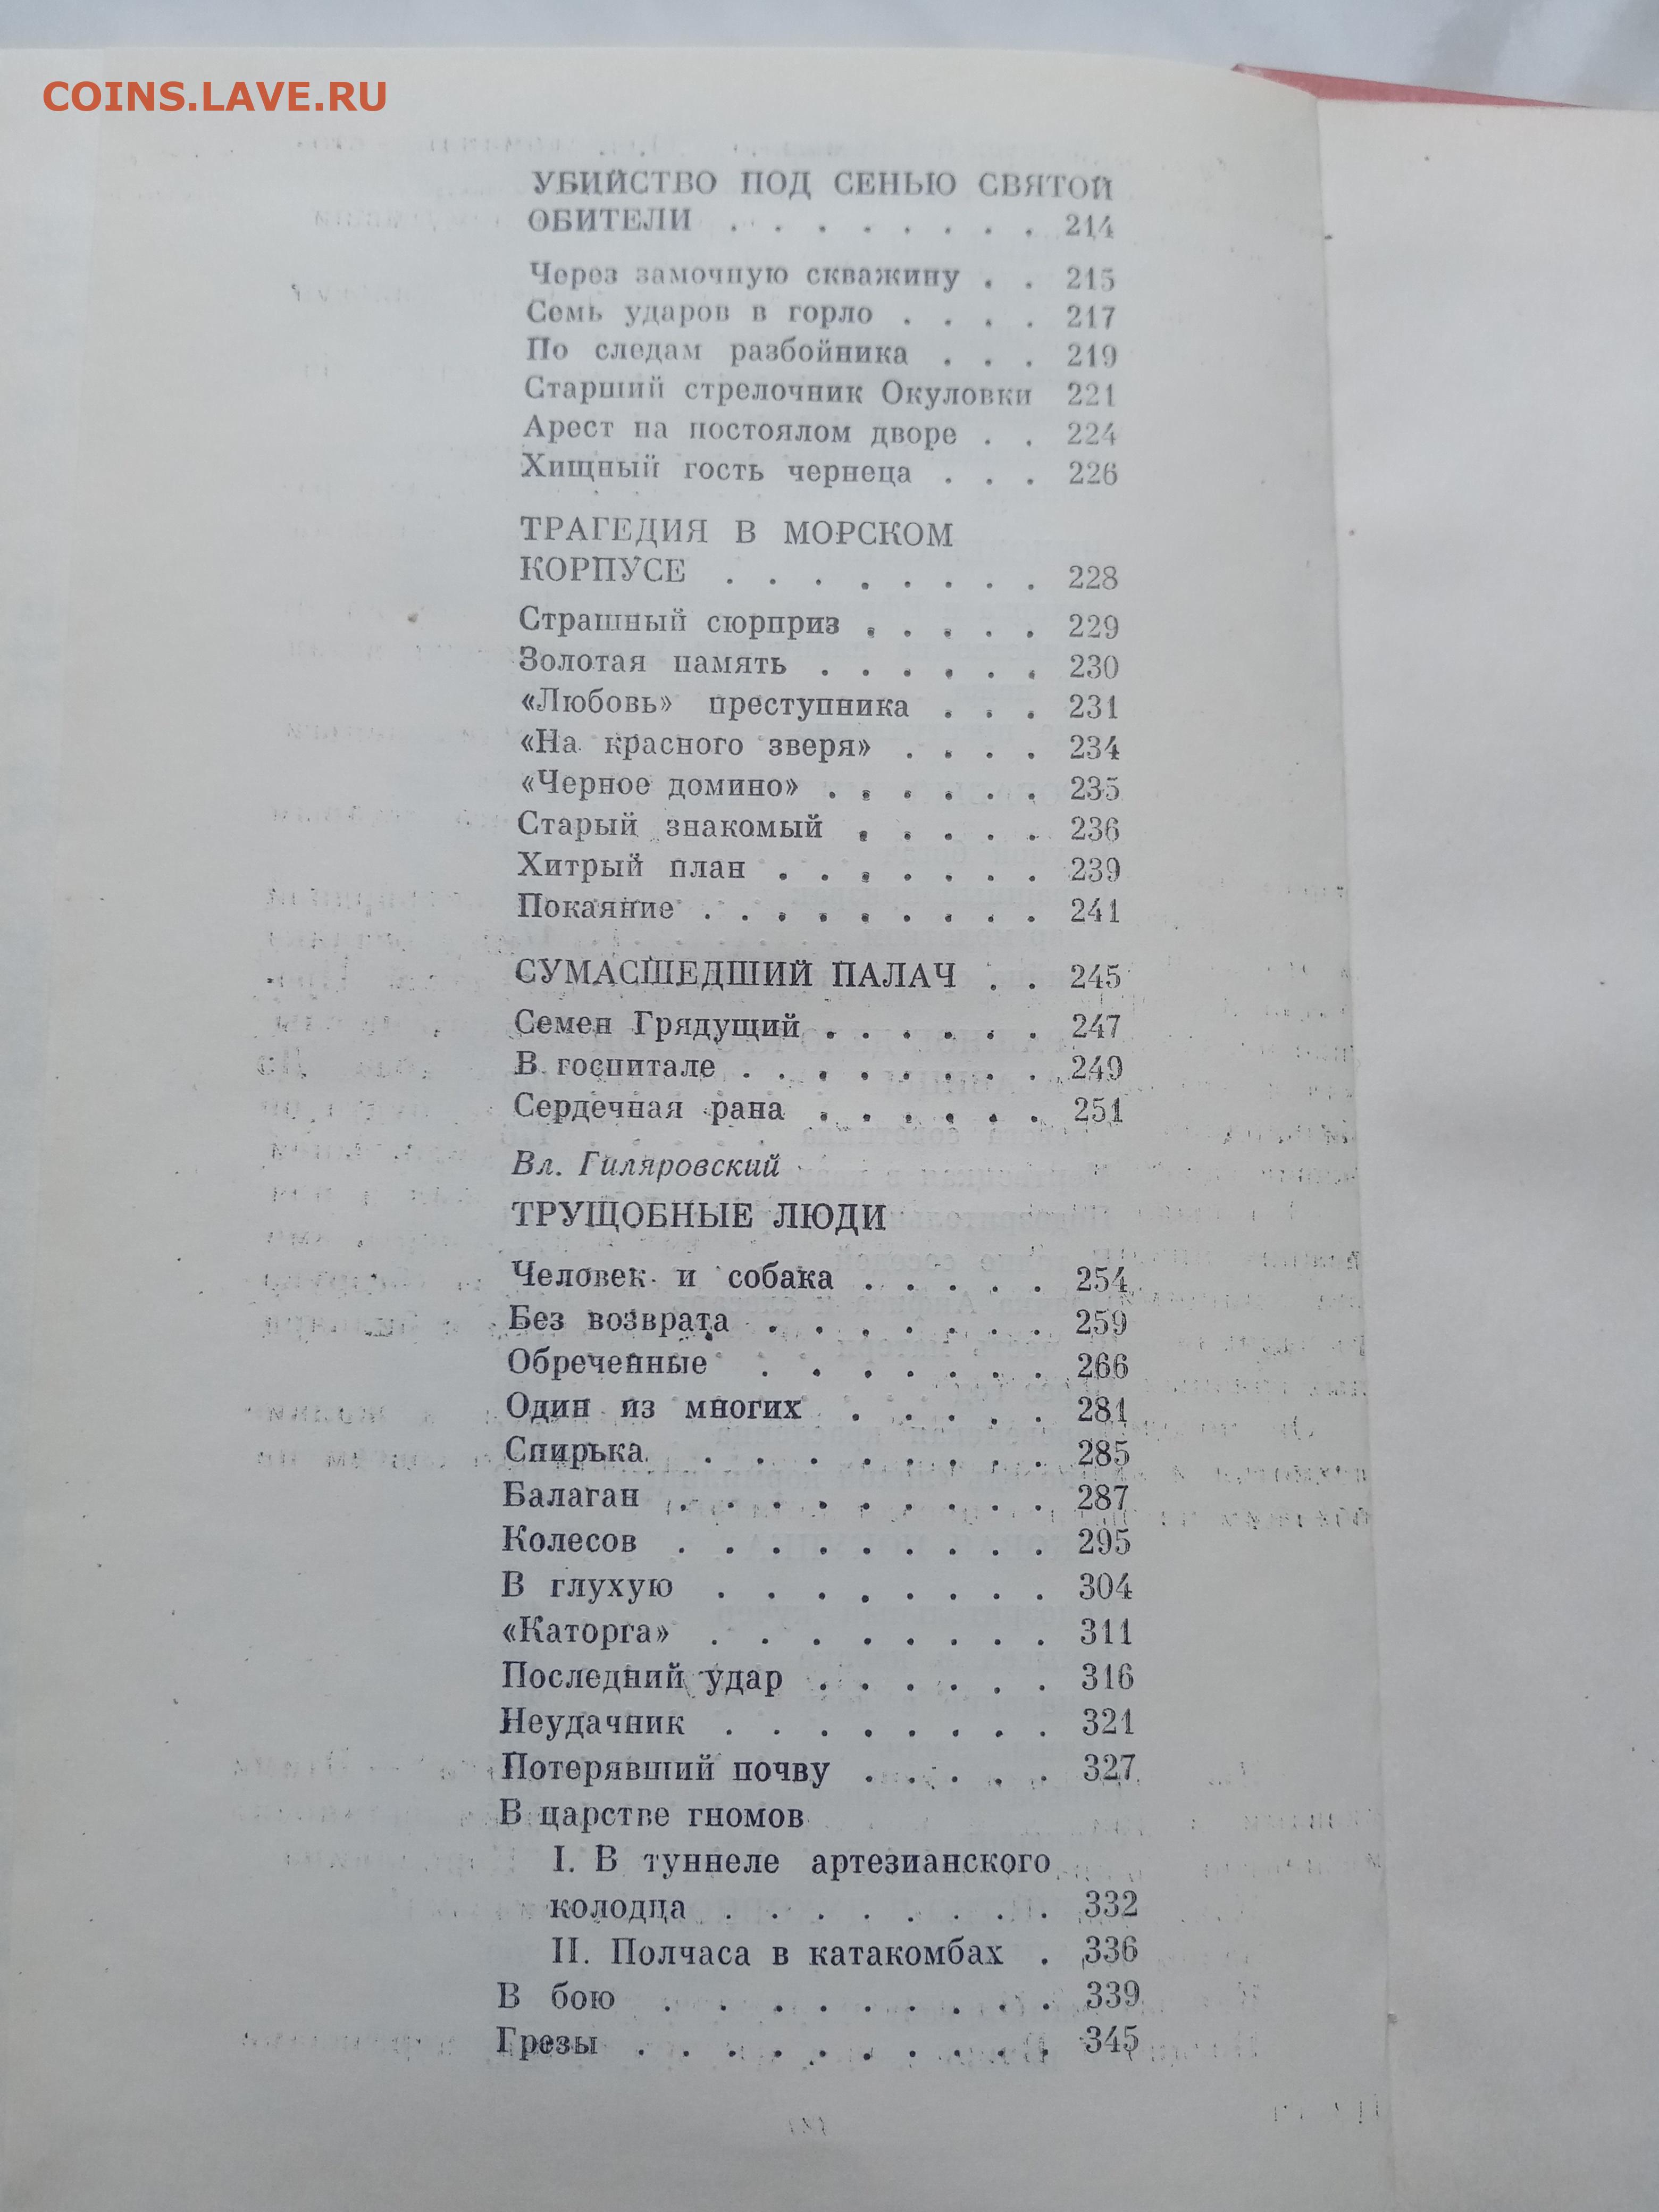 COINS.LAVE.RU
УБИЙСТВО ПОД СЕНЬЮ СВЯТОЙ
ОБИТЕЛИ . . . . . . . . 214
Через замочную скважину . . 215
Семь ударов в горло . . . . 217
По следам разбойника . . . 219
Старший стрелочник Окуловки 221
Арест на постоялом дворе . . 224
Хищный гость чернеца . . . 226
ТРАГЕДИЯ В МОРСКОМ
КОРПУСЕ . . . . . . . . 228
Страшный сюрприз . . . . . 229
Золотая память . . . . . . 230
«Любовь» преступника . . . 231
«На красного зверя» . . . . 234
«Черное домино» . . . . . . 235
Старый знакомый . . . . . 236
Хитрый план . . . . . . . 239
Покаяние . . . . . . . . . 241
СУМАСШЕДШИЙ ПАЛАЧ . . 245
Семен Грядущий . . . . . . 247
В госпитале . . . . . . . . 249
Сердечная рана . . . . . . 251
Вл. Гиляровский
ТРУЩОБНЫЕ ЛЮДИ
Человек и собака . . . . . 254
Без возврата . . . . . . . 259
Обреченные . . . . . . . 266
Один из многих . . . . . 281
Спирька . . . . . . . . 285
Балаган . . . . . . . . . 287
Колесов . . . . . . . . . 295
В глухую . . . . . . . . 304
«Каторга» . . . . . . . . 311
Последний удар . . . . . . 316
Неудачник . . . . . . . . 321
Потерявший почву . . . . . 327
В царстве гномов
I. В туннеле артезианского
колодца . . . . . . . . 332
II. Полчаса в катакомбах . 336
В бою . . . . . . . . . 339
Грезы . . . . . . . . . . 345